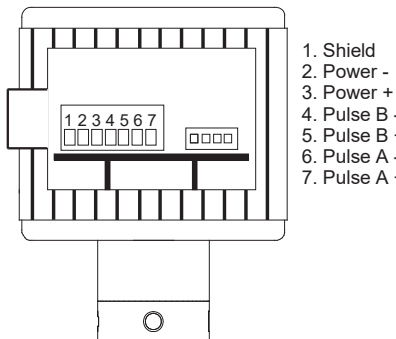 1 2 3 4 5 6 7
1. Shield
2. Power -
3. Power +
4. Pulse B -
5. Pulse B +
6. Pulse A -
7. Pulse A +